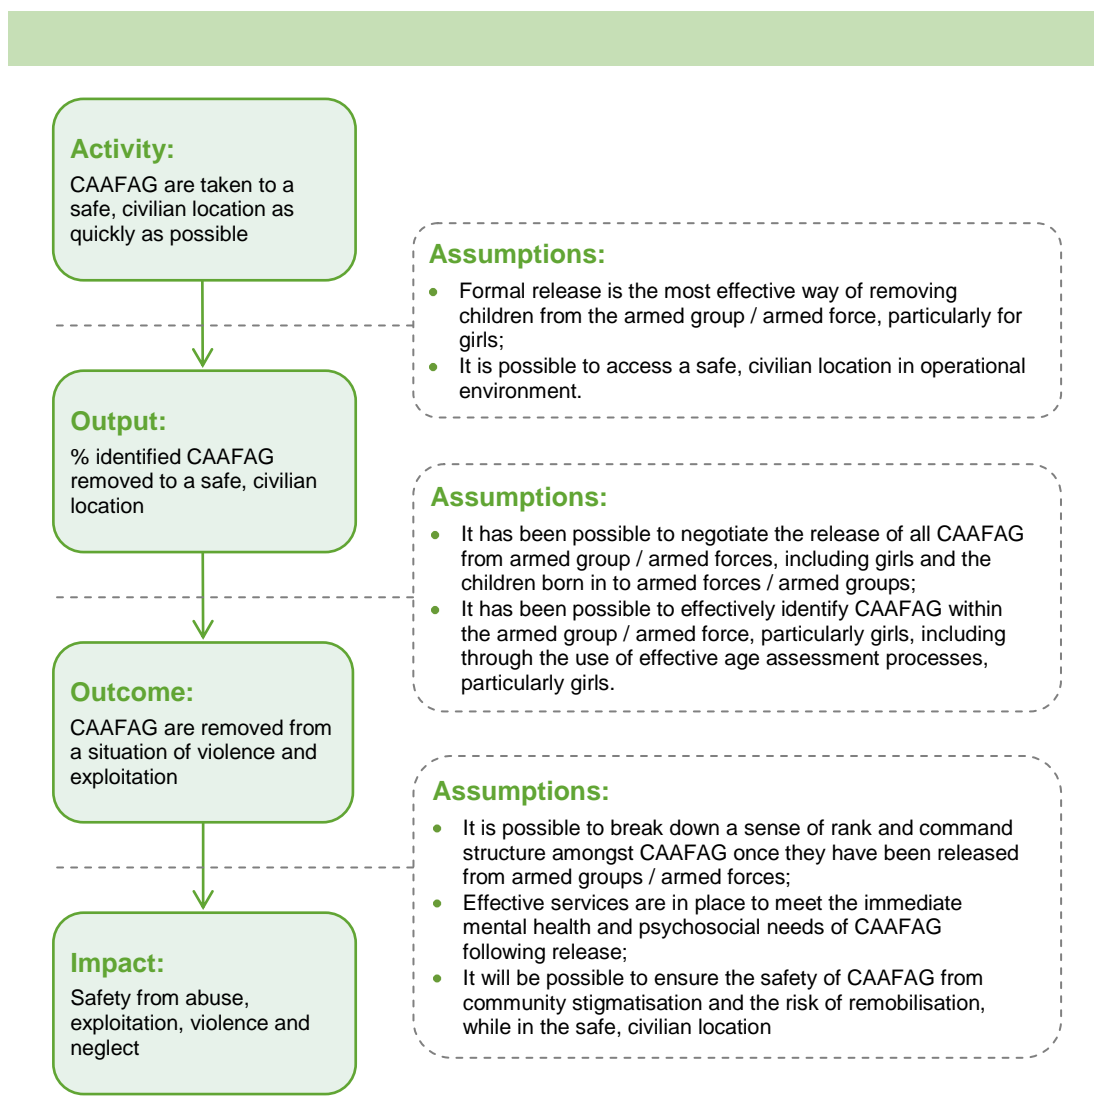 Activity:
CAAFAG are taken to a
safe, civilian location as
quickly as possible
Assumptions:
• Formal release is the most effective way of removing
children from the armed group / armed force, particularly for
girls;
• It is possible to access a safe, civilian location in operational
environment.
Output:
% identified CAAFAG
removed to a safe, civilian
location
Assumptions:
• It has been possible to negotiate the release of all CAAFAG
from armed group / armed forces, including girls and the
children born in to armed forces / armed groups;
• It has been possible to effectively identify CAAFAG within
the armed group / armed force, particularly girls, including
through the use of effective age assessment processes,
particularly girls.
Outcome:
CAAFAG are removed from
a situation of violence and
exploitation
Assumptions:
• It is possible to break down a sense of rank and command
structure amongst CAAFAG once they have been released
from armed groups / armed forces;
• Effective services are in place to meet the immediate
mental health and psychosocial needs of CAAFAG
following release;
• It will be possible to ensure the safety of CAAFAG from
community stigmatisation and the risk of remobilisation,
while in the safe, civilian location
Impact:
Safety from abuse,
exploitation, violence and
neglect